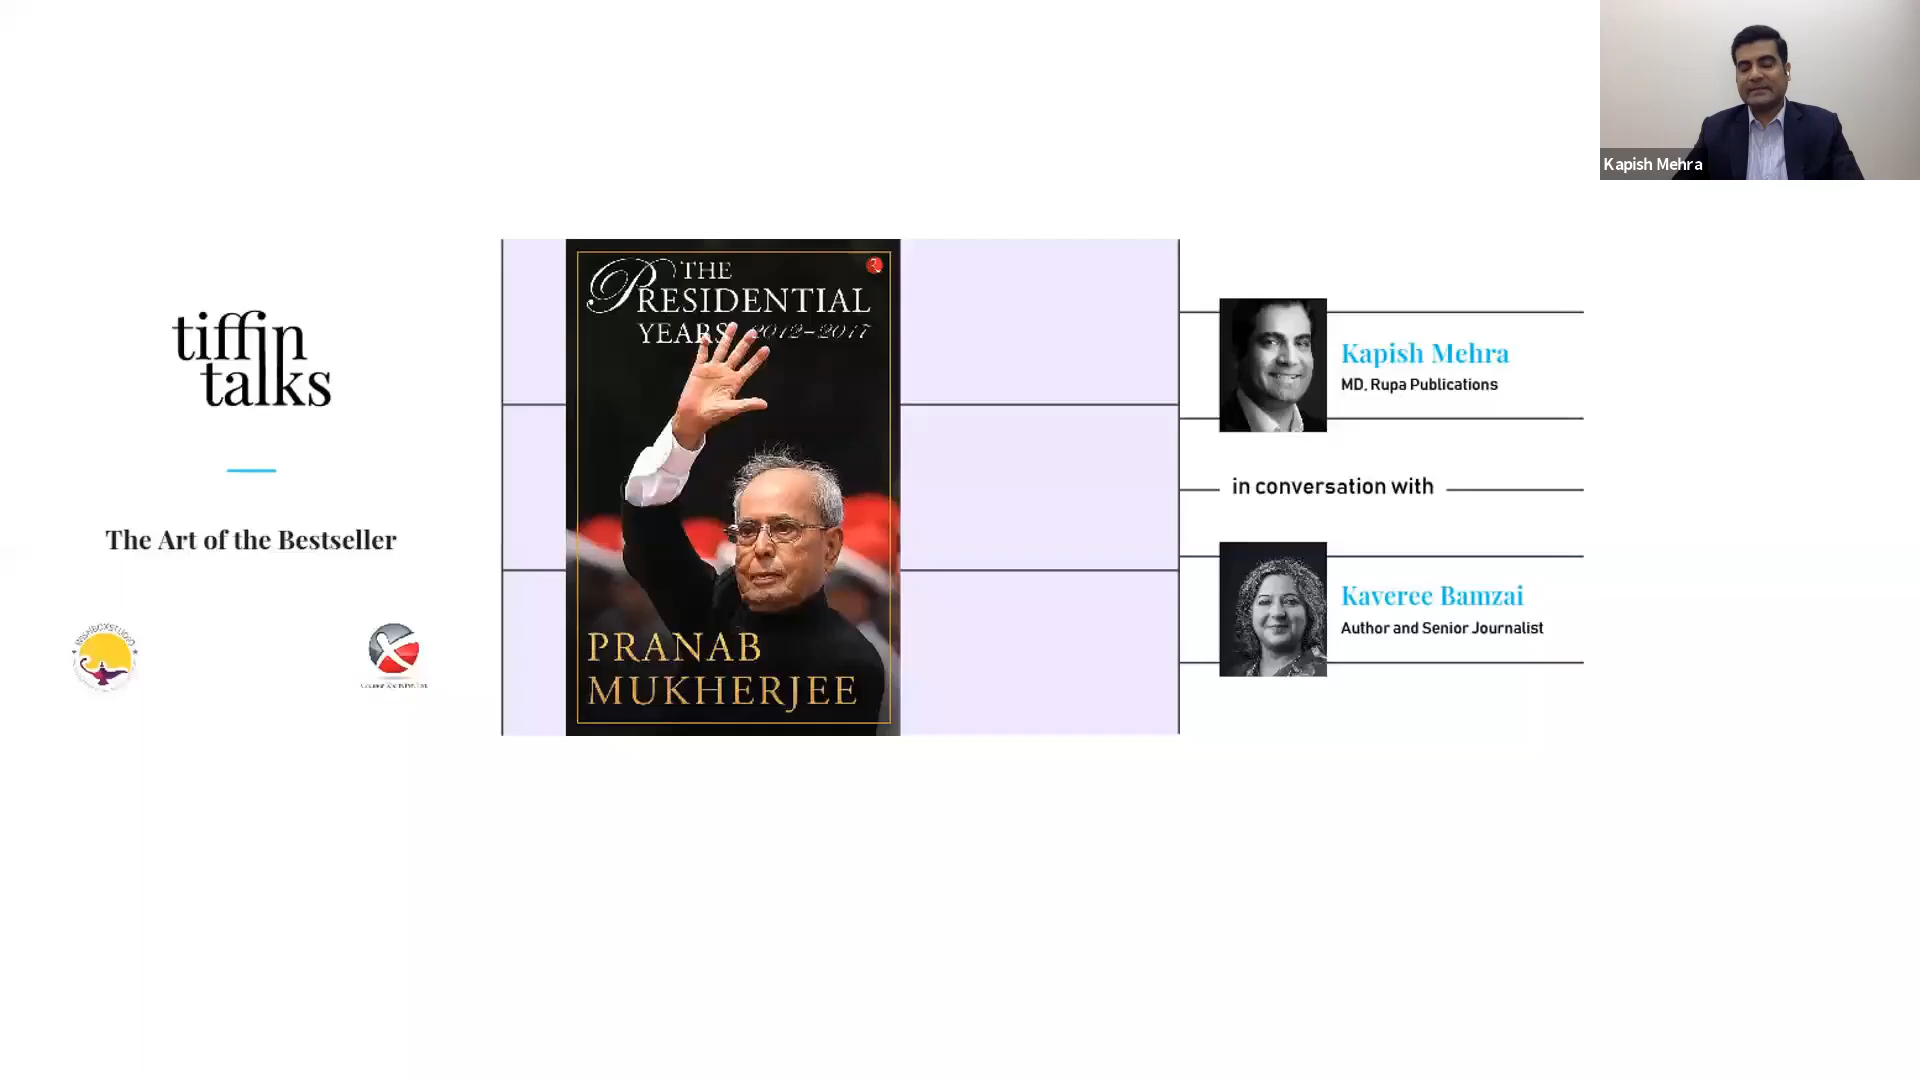 Kapish Mehra
tiffin
talks
The Art of the Bestseller
WISHBOXSTUDIO
THE
PRESIDENTIAL
YEARS 2012–2017
PRANAB
MUKHERJEE
Kapish Mehra
MD, Rupa Publications
in conversation with
Kaveree Bamzai
Author and Senior Journalist